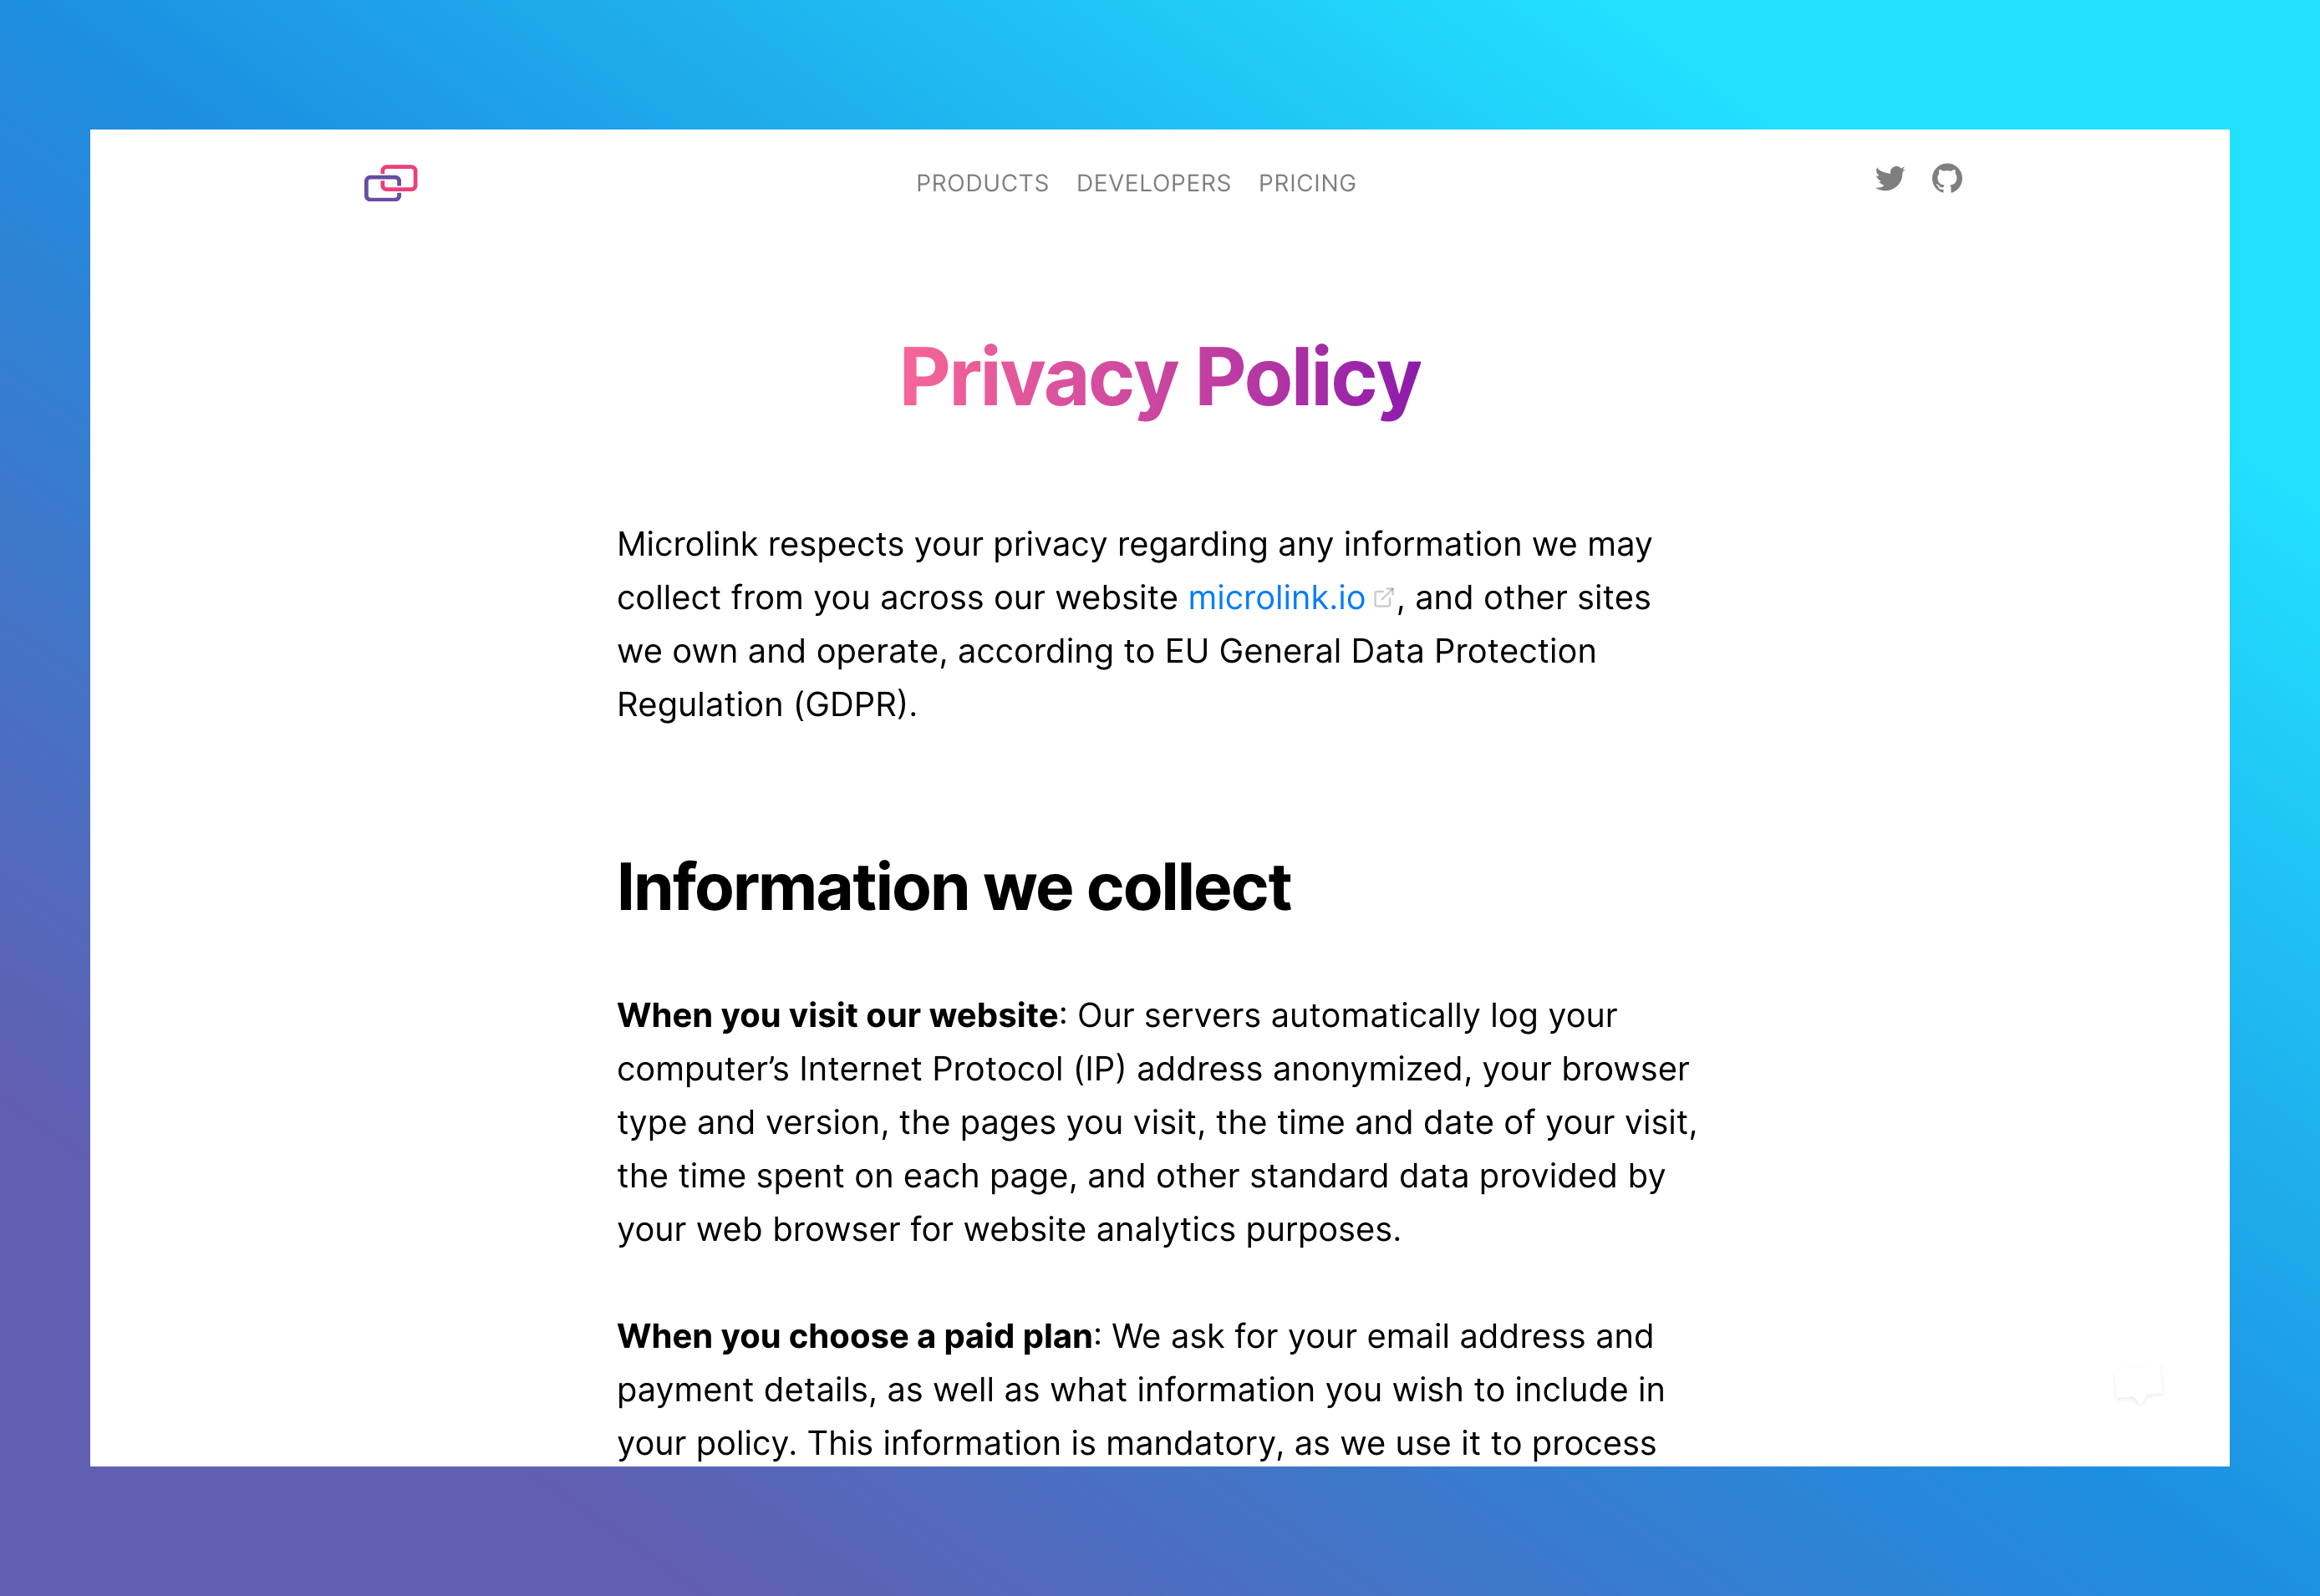 PRODUCTS DEVELOPERS PRICING
Privacy Policy
Microlink respects your privacy regarding any information we may
collect from you across our website microlink.io, and other sites
we own and operate, according to EU General Data Protection
Regulation (GDPR).
Information we collect
When you visit our website: Our servers automatically log your
computer’s Internet Protocol (IP) address anonymized, your browser
type and version, the pages you visit, the time and date of your visit,
the time spent on each page, and other standard data provided by
your web browser for website analytics purposes.
When you choose a paid plan: We ask for your email address and
payment details, as well as what information you wish to include in
your policy. This information is mandatory, as we use it to process